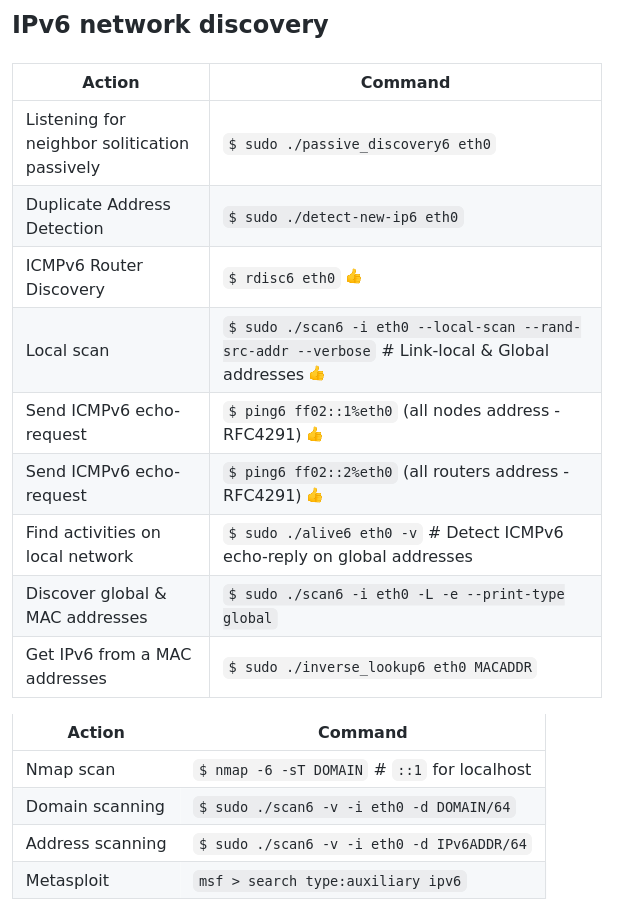 IPv6 network discovery
Action Command
Listening for
neighbor solitication
passively
$ sudo ./passive_discovery6 eth0
Duplicate Address
Detection
$ sudo ./detect-new-ip6 eth0
ICMPv6 Router
Discovery
$ rdisc6 eth0 👍
Local scan
$ sudo ./scan6 -i eth0 --local-scan --rand-
src-addr --verbose # Link-local & Global
addresses 👍
Send ICMPv6 echo-
request
$ ping6 ff02::1%eth0 (all nodes address -
RFC4291) 👍
Send ICMPv6 echo-
request
$ ping6 ff02::2%eth0 (all routers address -
RFC4291) 👍
Find activities on
local network
$ sudo ./alive6 eth0 -v # Detect ICMPv6
echo-reply on global addresses
Discover global &
MAC addresses
$ sudo ./scan6 -i eth0 -L -e --print-type
global
Get IPv6 from a MAC
addresses
$ sudo ./inverse_lookup6 eth0 MACADDR
Action Command
Nmap scan $ nmap -6 -sT DOMAIN # ::1 for localhost
Domain scanning $ sudo ./scan6 -v -i eth0 -d DOMAIN/64
Address scanning $ sudo ./scan6 -v -i eth0 -d IPv6ADDR/64
Metasploit msf > search type:auxiliary ipv6